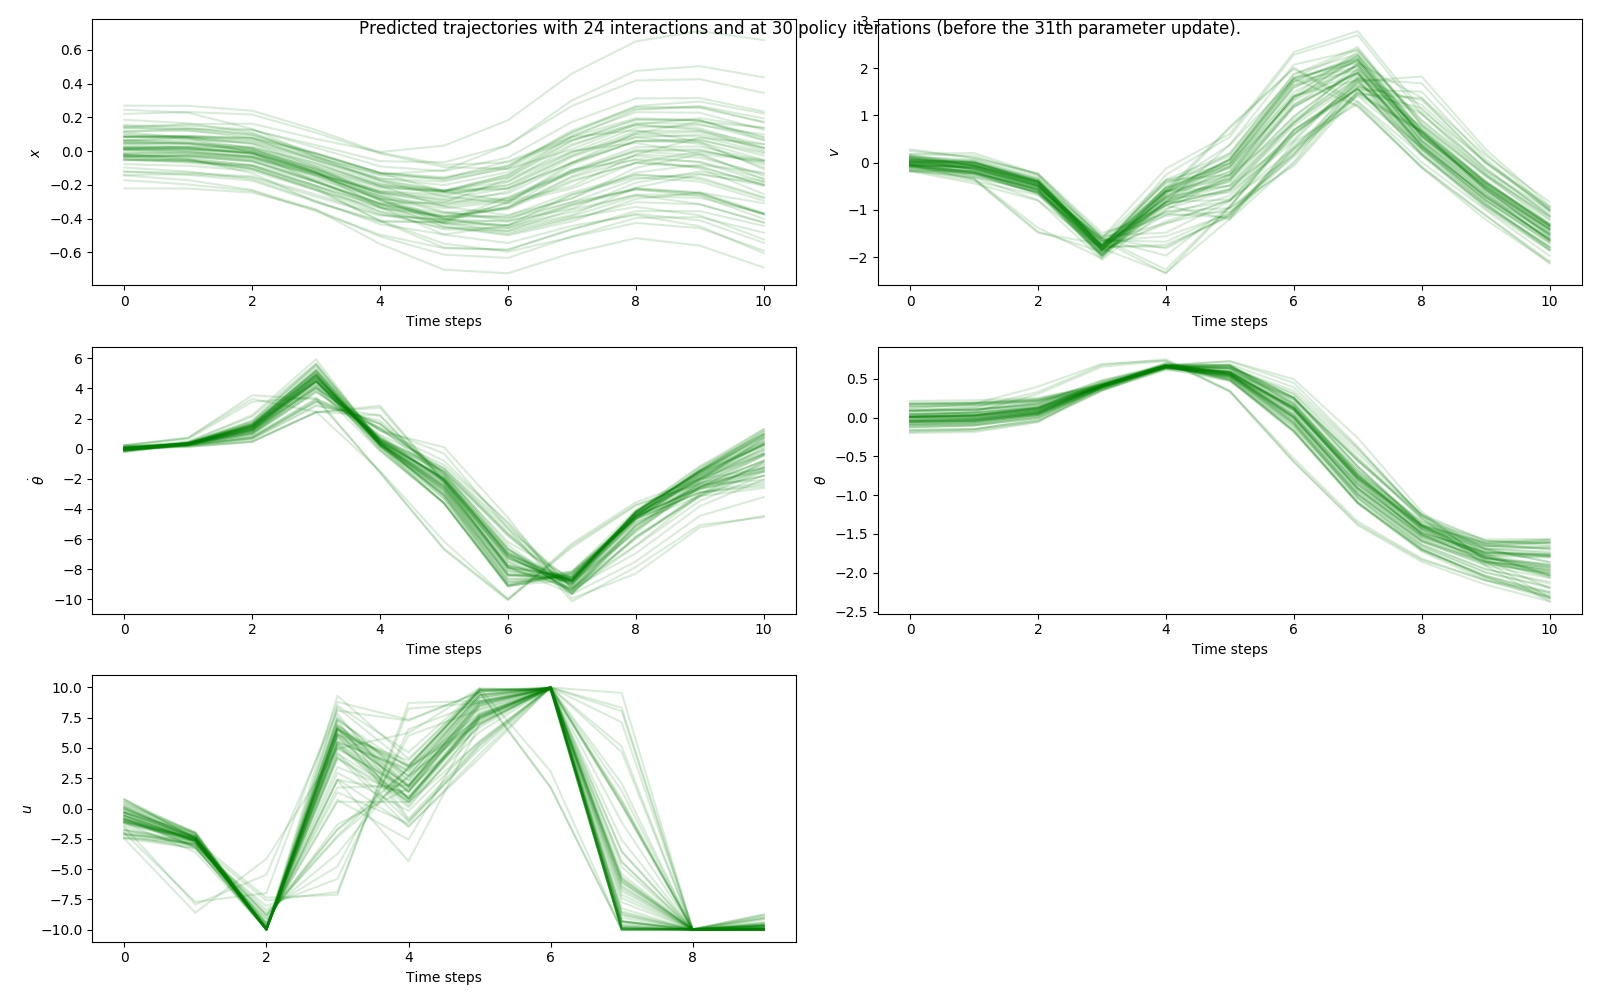 Predicted trajectories with 24 interactions and at 30 policy iterations (before the 31th parameter update).
0.6
0.4
0.2
0.0
−0.2
−0.4
−0.6
x
0 2 4 6 8 10
Time steps
3
2
1
0
−1
−2
v
0 2 4 6 8 10
Time steps
6
4
2
0
−2
−4
−6
−8
−10
θ̇
0 2 4 6 8 10
Time steps
0.5
0.0
−0.5
−1.0
−1.5
−2.0
−2.5
θ
0 2 4 6 8 10
Time steps
10.0
7.5
5.0
2.5
0.0
−2.5
−5.0
−7.5
−10.0
u
0 2 4 6 8
Time steps